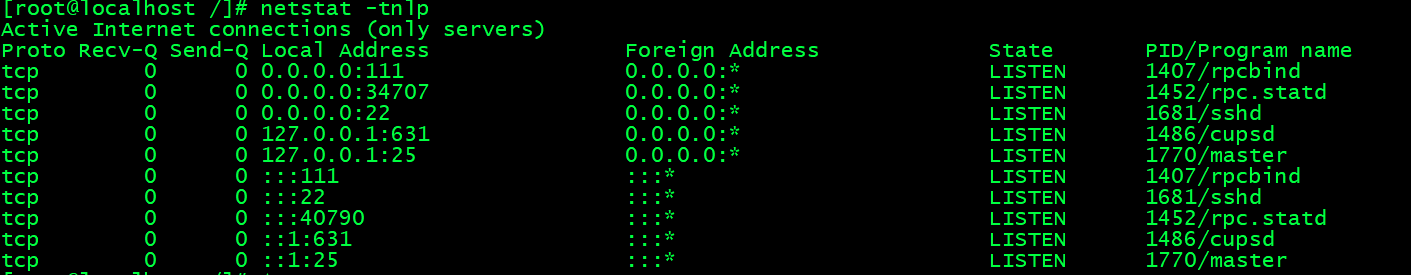 [root@localhost /]# netstat -tnlp
Active Internet connections (only servers)
Proto Recv-Q Send-Q Local Address               Foreign Address             State       PID/Program name
tcp        0      0 0.0.0.0:111                 0.0.0.0:*                   LISTEN      1407/rpcbind
tcp        0      0 0.0.0.0:34707               0.0.0.0:*                   LISTEN      1452/rpc.statd
tcp        0      0 0.0.0.0:22                  0.0.0.0:*                   LISTEN      1681/sshd
tcp        0      0 127.0.0.1:631               0.0.0.0:*                   LISTEN      1486/cupsd
tcp        0      0 127.0.0.1:25                0.0.0.0:*                   LISTEN      1770/master
tcp        0      0 :::111                      :::*                        LISTEN      1407/rpcbind
tcp        0      0 :::22                       :::*                        LISTEN      1681/sshd
tcp        0      0 :::40790                    :::*                        LISTEN      1452/rpc.statd
tcp        0      0 ::1:631                     :::*                        LISTEN      1486/cupsd
tcp        0      0 ::1:25                      :::*                        LISTEN      1770/master